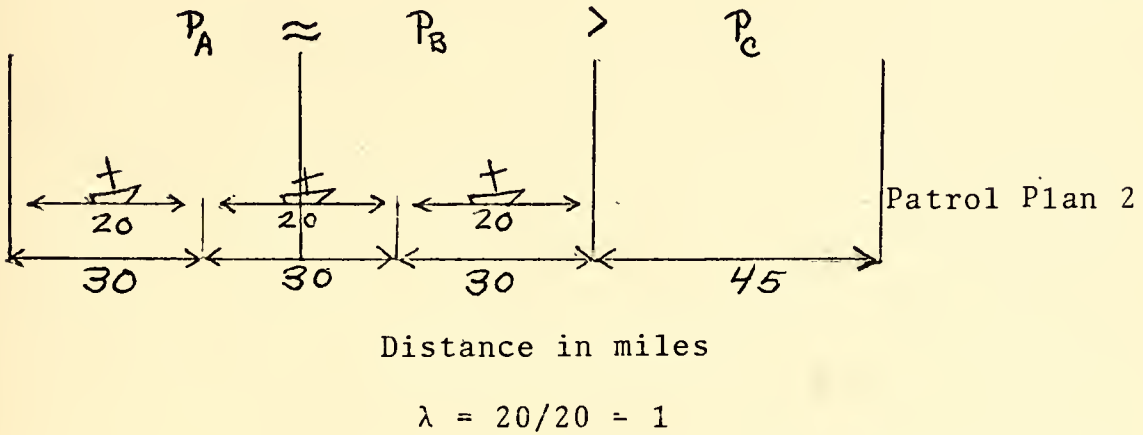 P_A ≈ P_B > P_C
20 20 20 Patrol Plan 2
30 30 30 45
Distance in miles
λ = 20/20 = 1